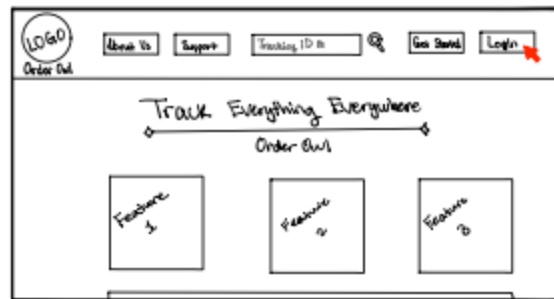 LOGO
Order Owl
About Us
Support
Tracking ID #
Get Started
Login
Track Everything Everywhere
Order Owl
Feature
1
Feature
2
Feature
3